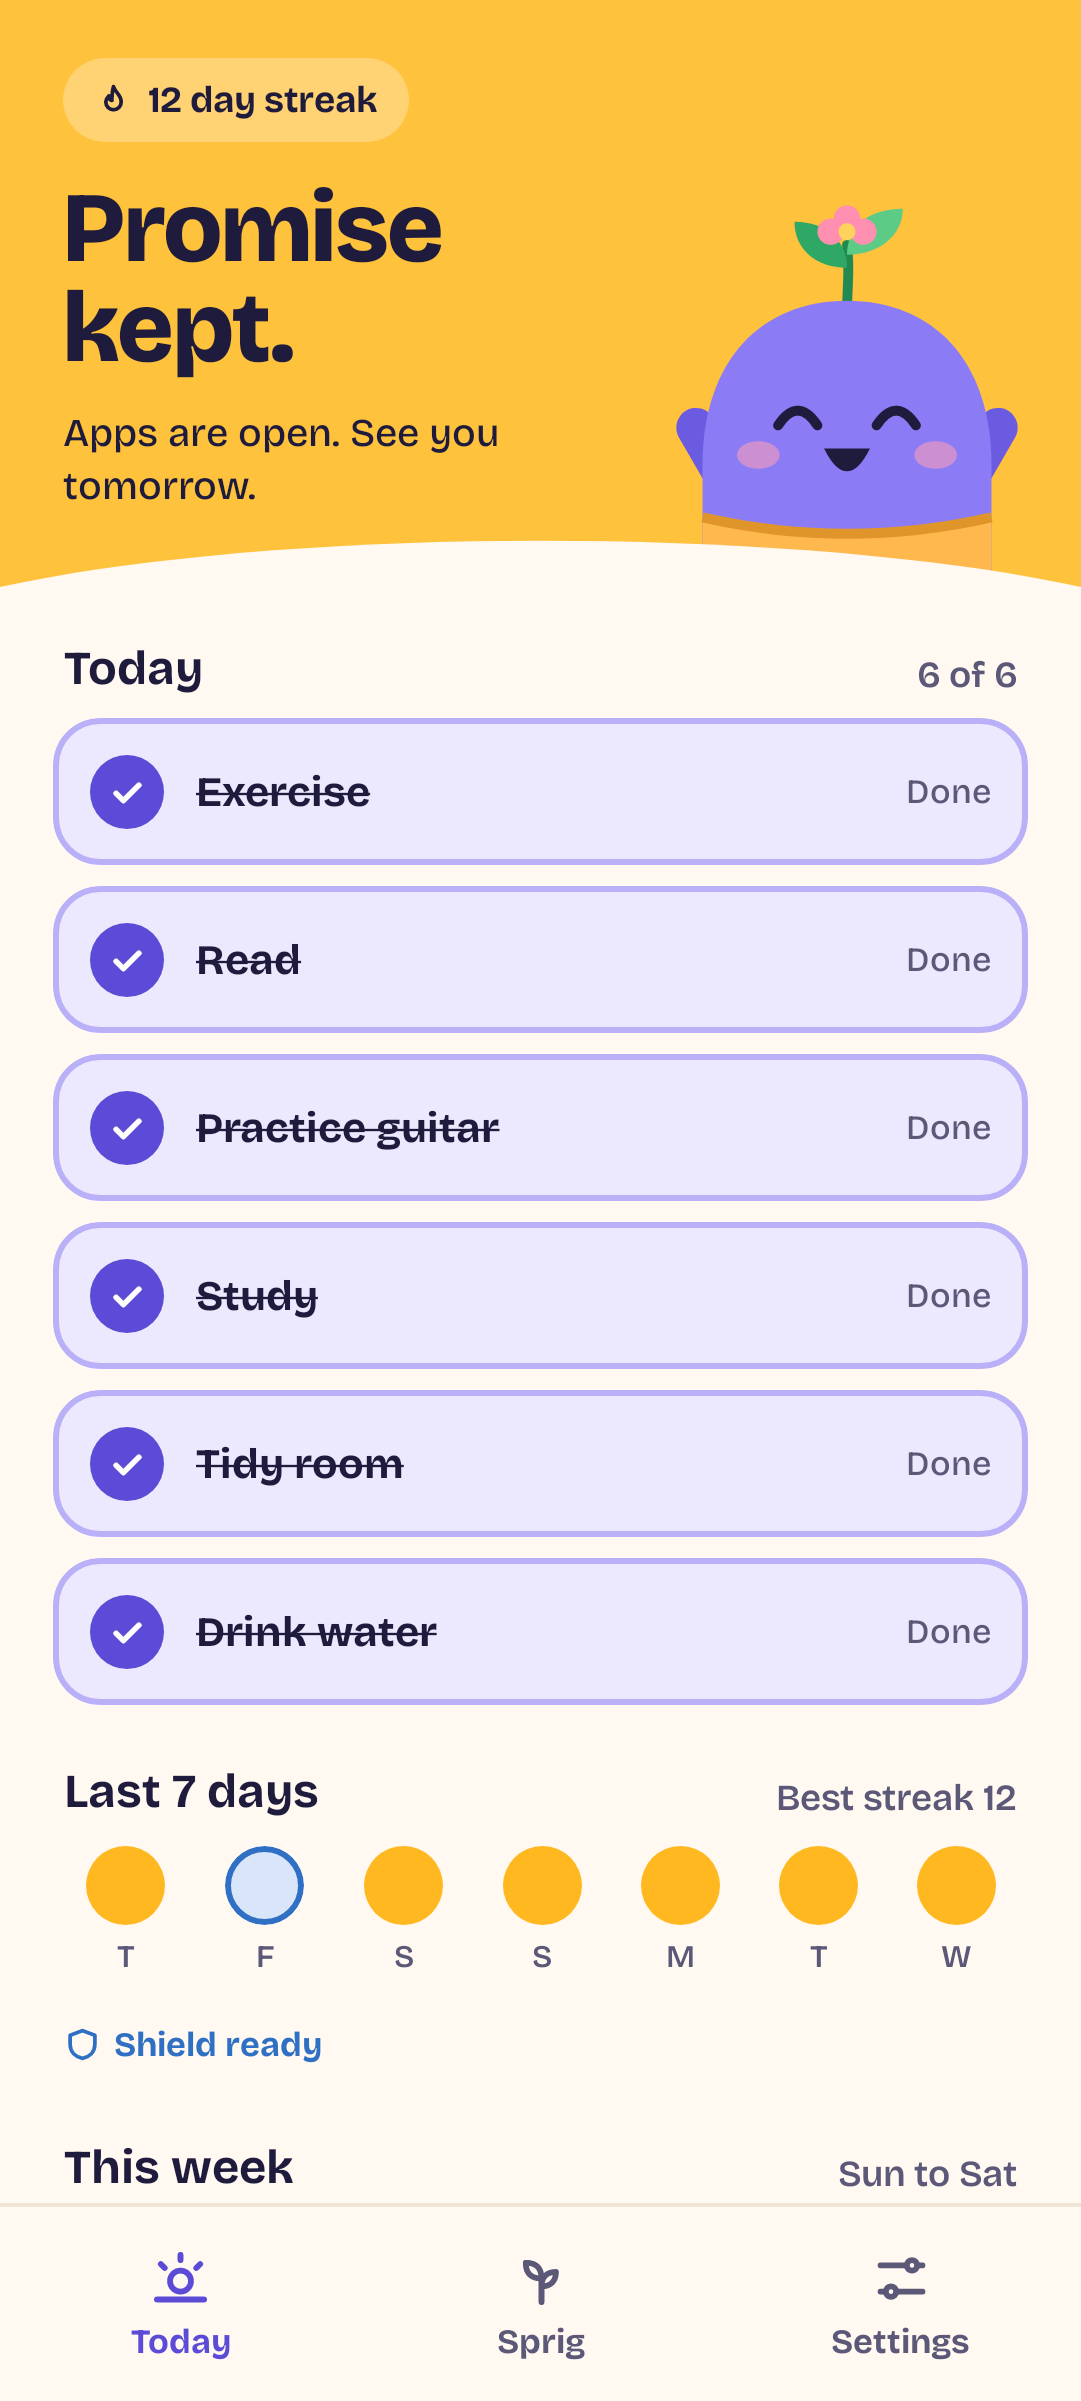 12 day streak
Promise
kept.
Apps are open. See you
tomorrow.
Today
6 of 6
Exercise
Done
Read
Done
Practice guitar
Done
Study
Done
Tidy room
Done
Drink water
Done
Last 7 days
Best streak 12
T F S S M T W
Shield ready
This week
Sun to Sat
Today
Sprig
Settings